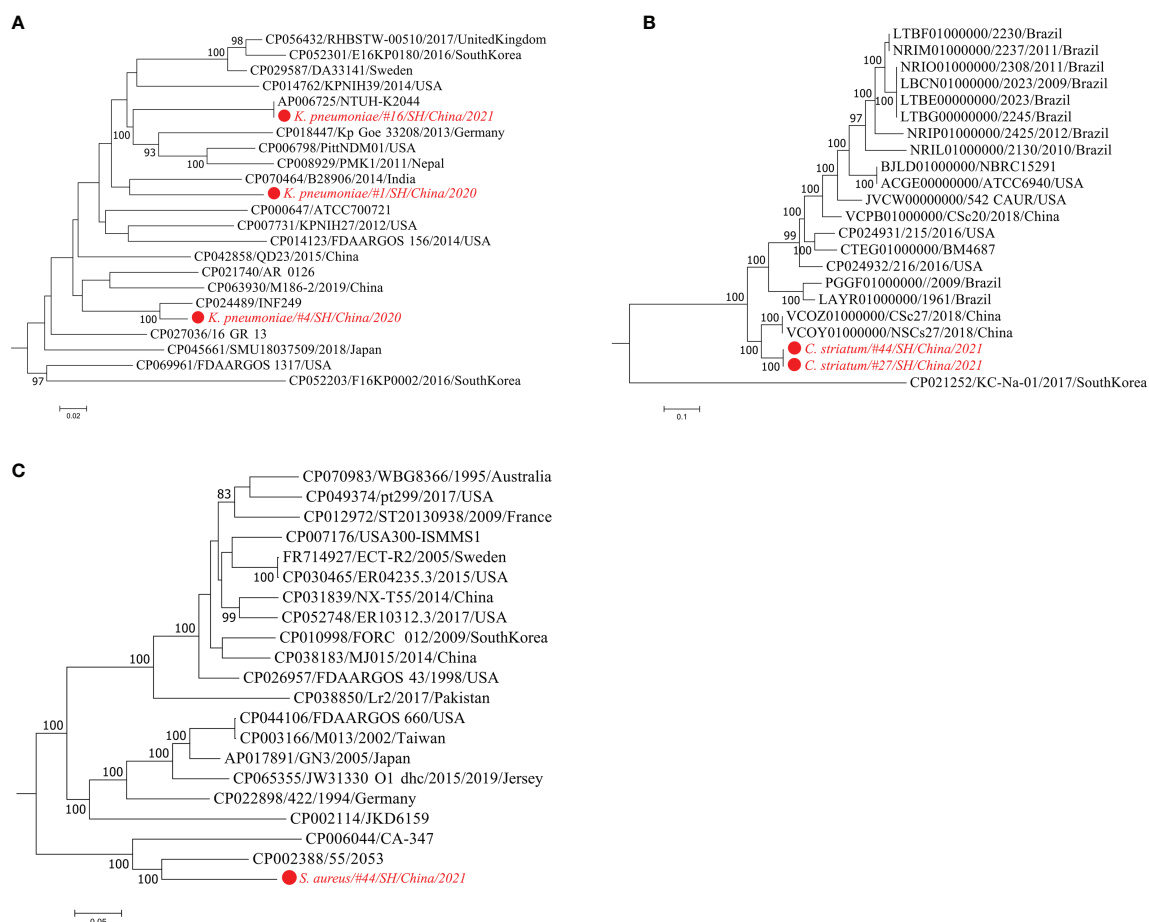 A
98
CP056432/RHBSTW-00510/2017/UnitedKingdom
100
CP052301/E16KP0180/2016/SouthKorea
CP029587/DA33141/Sweden
CP014762/KPNIH39/2014/USA
AP006725/NTUH-K2044
K. pneumoniae/#16/SH/China/2021
100
CP018447/Kp Goe 33208/2013/Germany
93
CP006798/PittNDM01/USA
100
CP008929/PMK1/2011/Nepal
CP070464/B28906/2014/India
K. pneumoniae/#1/SH/China/2020
CP000647/ATCC700721
CP007731/KPNIH27/2012/USA
CP014123/FDAARGOS 156/2014/USA
CP042858/QD23/2015/China
CP021740/AR 0126
CP063930/M186-2/2019/China
CP024489/INF249
100
K. pneumoniae/#4/SH/China/2020
CP027036/16 GR 13
CP045661/SMU18037509/2018/Japan
CP069961/FDAARGOS 1317/USA
97
CP052203/F16KP0002/2016/SouthKorea
0.02
B
LTBF01000000/2230/Brazil
NRIM01000000/2237/2011/Brazil
NRIO01000000/2308/2011/Brazil
100
LBCN01000000/2023/2009/Brazil
100
100
LTBE00000000/2023/Brazil
LTBG00000000/2245/Brazil
97
NRIP01000000/2425/2012/Brazil
100
NRIL01000000/2130/2010/Brazil
100
BJLD01000000/NBRC15291
100
ACGE00000000/ATCC6940/USA
JVCW00000000/542 CAUR/USA
100
VCPB01000000/CSc20/2018/China
99
CP024931/215/2016/USA
100
CTEG01000000/BM4687
100
CP024932/216/2016/USA
PGGF01000000//2009/Brazil
100
100
LAYR01000000/1961/Brazil
VCOZ01000000/CSc27/2018/China
100
VCOY01000000/NSCs27/2018/China
100
C. striatum/#44/SH/China/2021
100
C. striatum/#27/SH/China/2021
CP021252/KC-Na-01/2017/SouthKorea
0.1
C
CP070983/WBG8366/1995/Australia
83
CP049374/pt299/2017/USA
CP012972/ST20130938/2009/France
CP007176/USA300-ISMMS1
FR714927/ECT-R2/2005/Sweden
100
CP030465/ER04235.3/2015/USA
CP031839/NX-T55/2014/China
99
CP052748/ER10312.3/2017/USA
100
CP010998/FORC 012/2009/SouthKorea
100
CP038183/MJ015/2014/China
CP026957/FDAARGOS 43/1998/USA
CP038850/Lr2/2017/Pakistan
100
CP044106/FDAARGOS 660/USA
100
CP003166/M013/2002/Taiwan
100
AP017891/GN3/2005/Japan
100
CP065355/JW31330 O1 dhc/2015/2019/Jersey
CP022898/422/1994/Germany
100
CP002114/JKD6159
CP006044/CA-347
100
CP002388/55/2053
100
S. aureus/#44/SH/China/2021
0.05